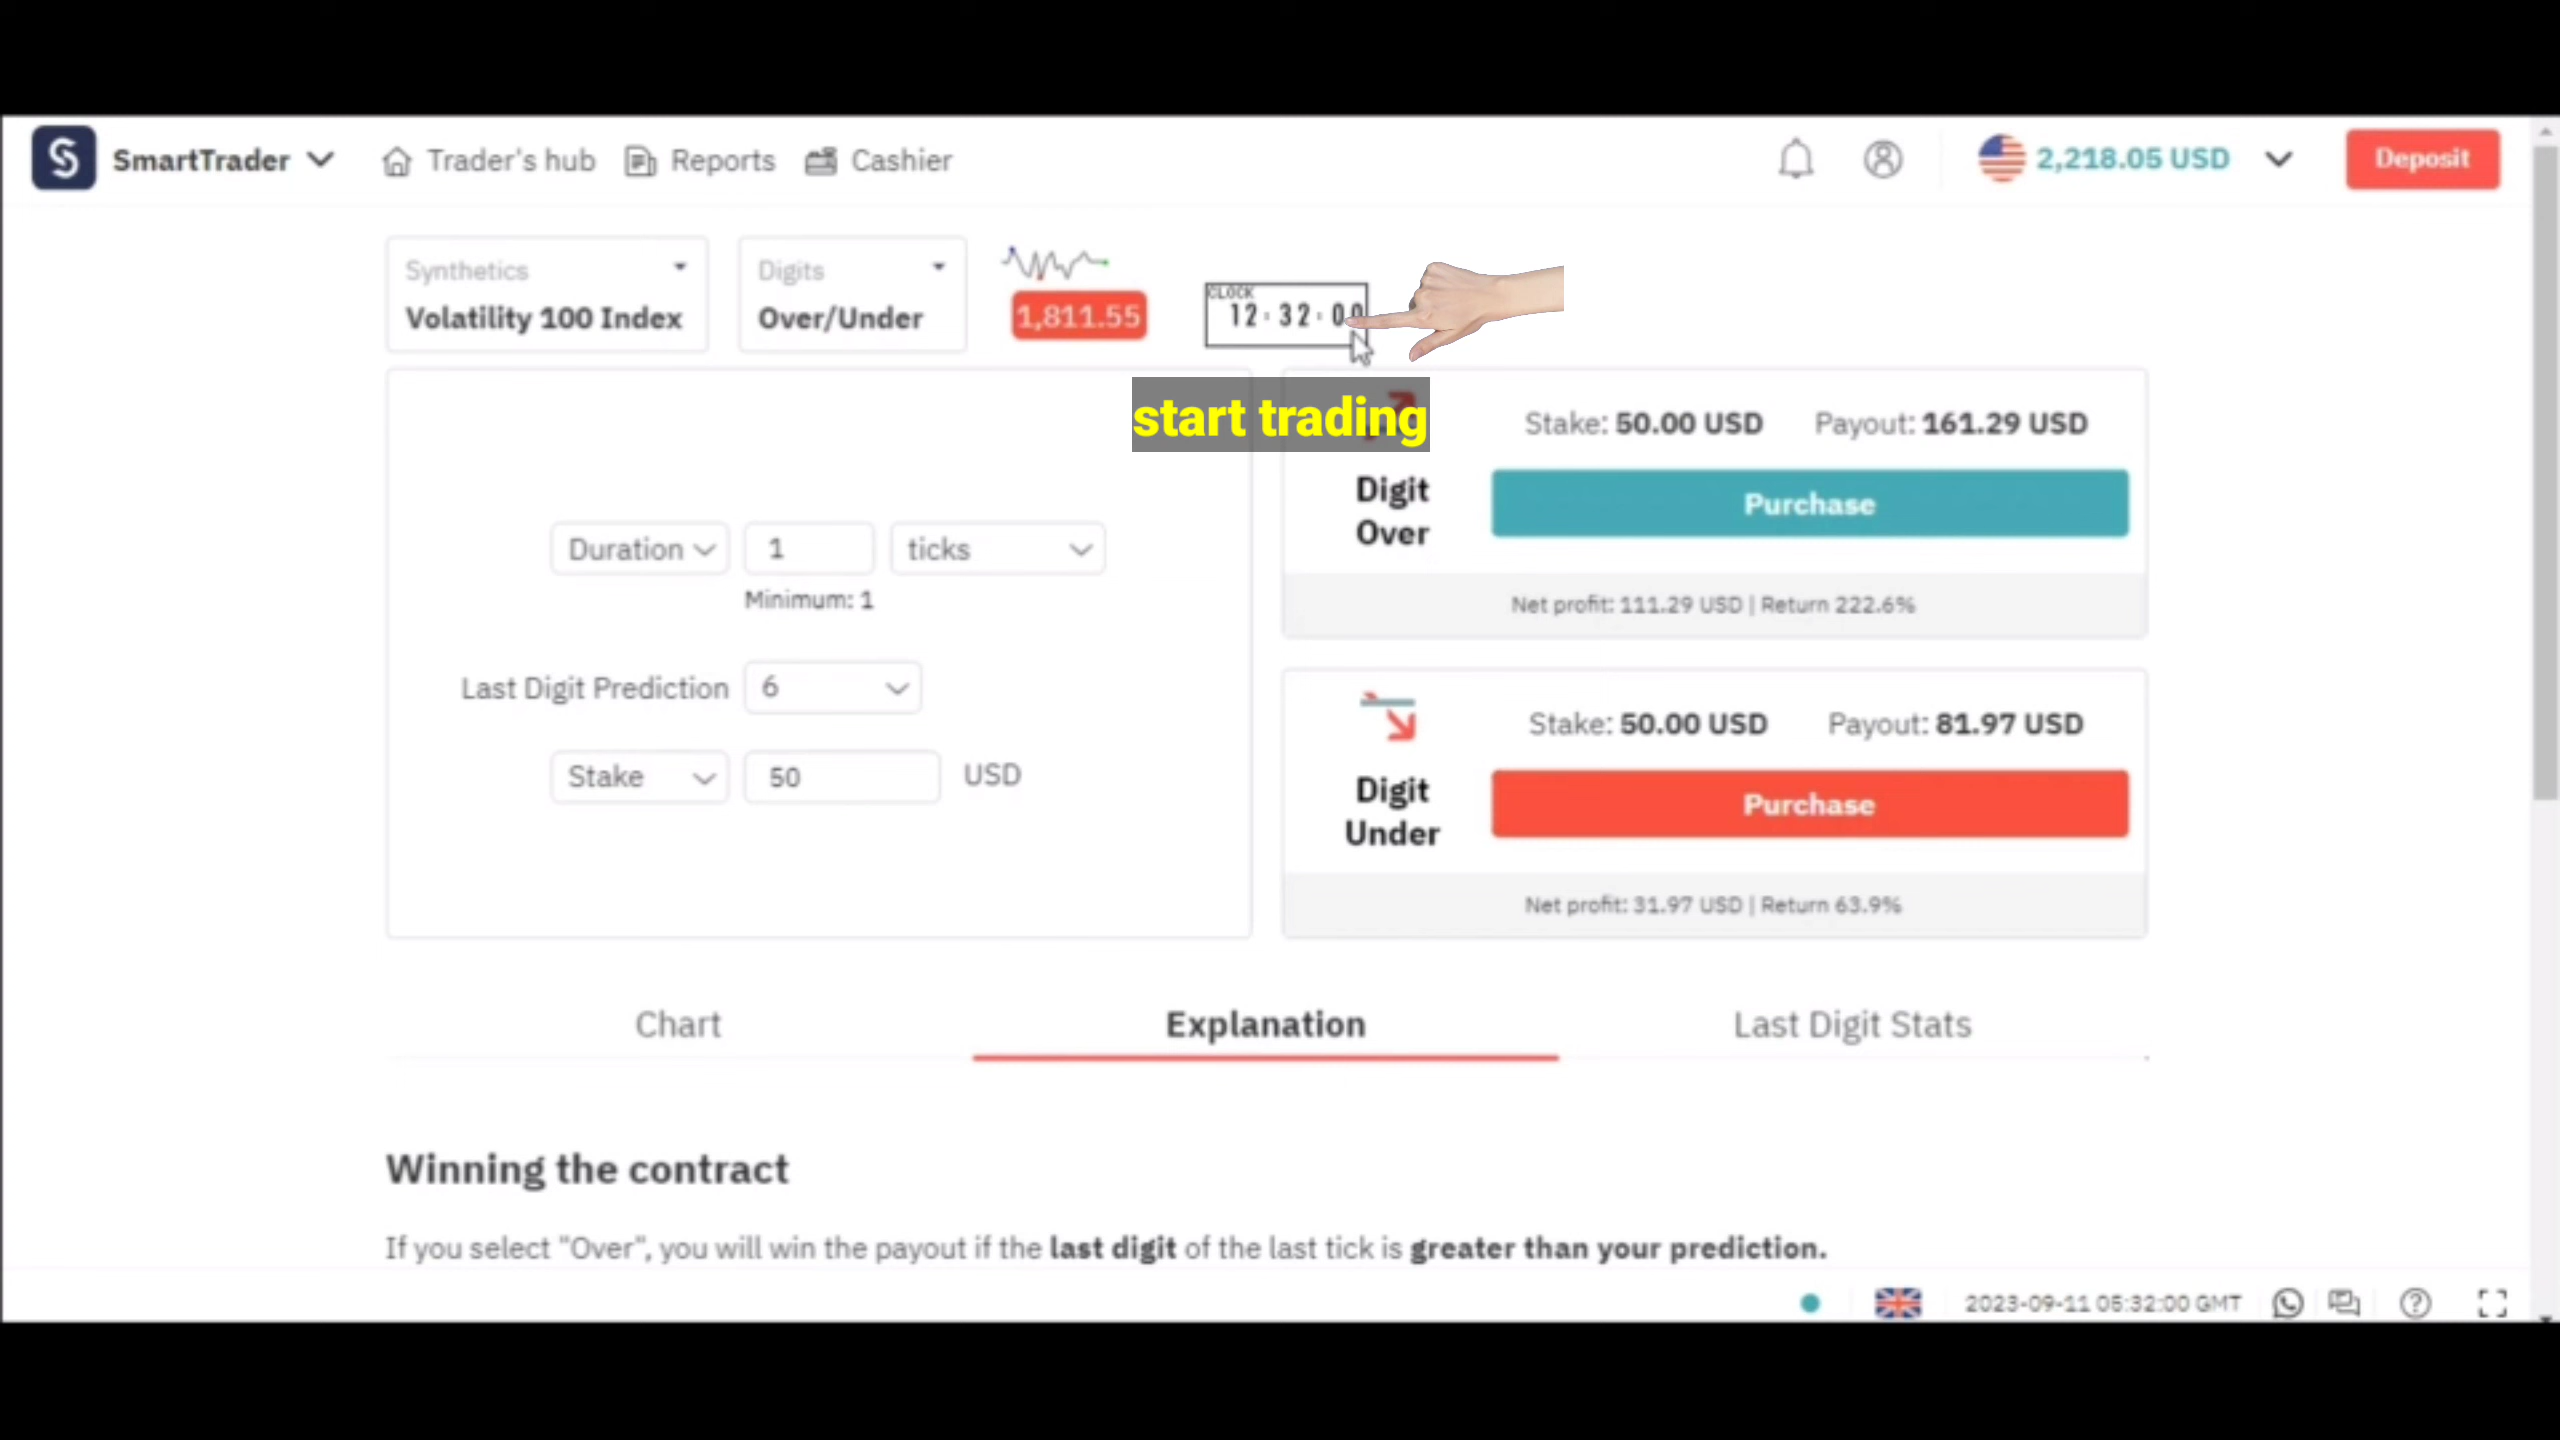 SmartTrader
Trader's hub
Reports
Cashier
2,218.05 USD
Deposit
Synthetics
Volatility 100 Index
Digits
Over/Under
1,811.55
CLOCK
12:32:00
start trading
Stake: 50.00 USD
Payout: 161.29 USD
Digit
Over
Purchase
Net profit: 111.29 USD | Return 222.6%
Duration
1
ticks
Minimum: 1
Last Digit Prediction
6
Stake
50
USD
Stake: 50.00 USD
Payout: 81.97 USD
Digit
Under
Purchase
Net profit: 31.97 USD | Return 63.9%
Chart
Explanation
Last Digit Stats
Winning the contract
If you select "Over", you will win the payout if the last digit of the last tick is greater than your prediction.
2023-09-11 05:32:00 GMT